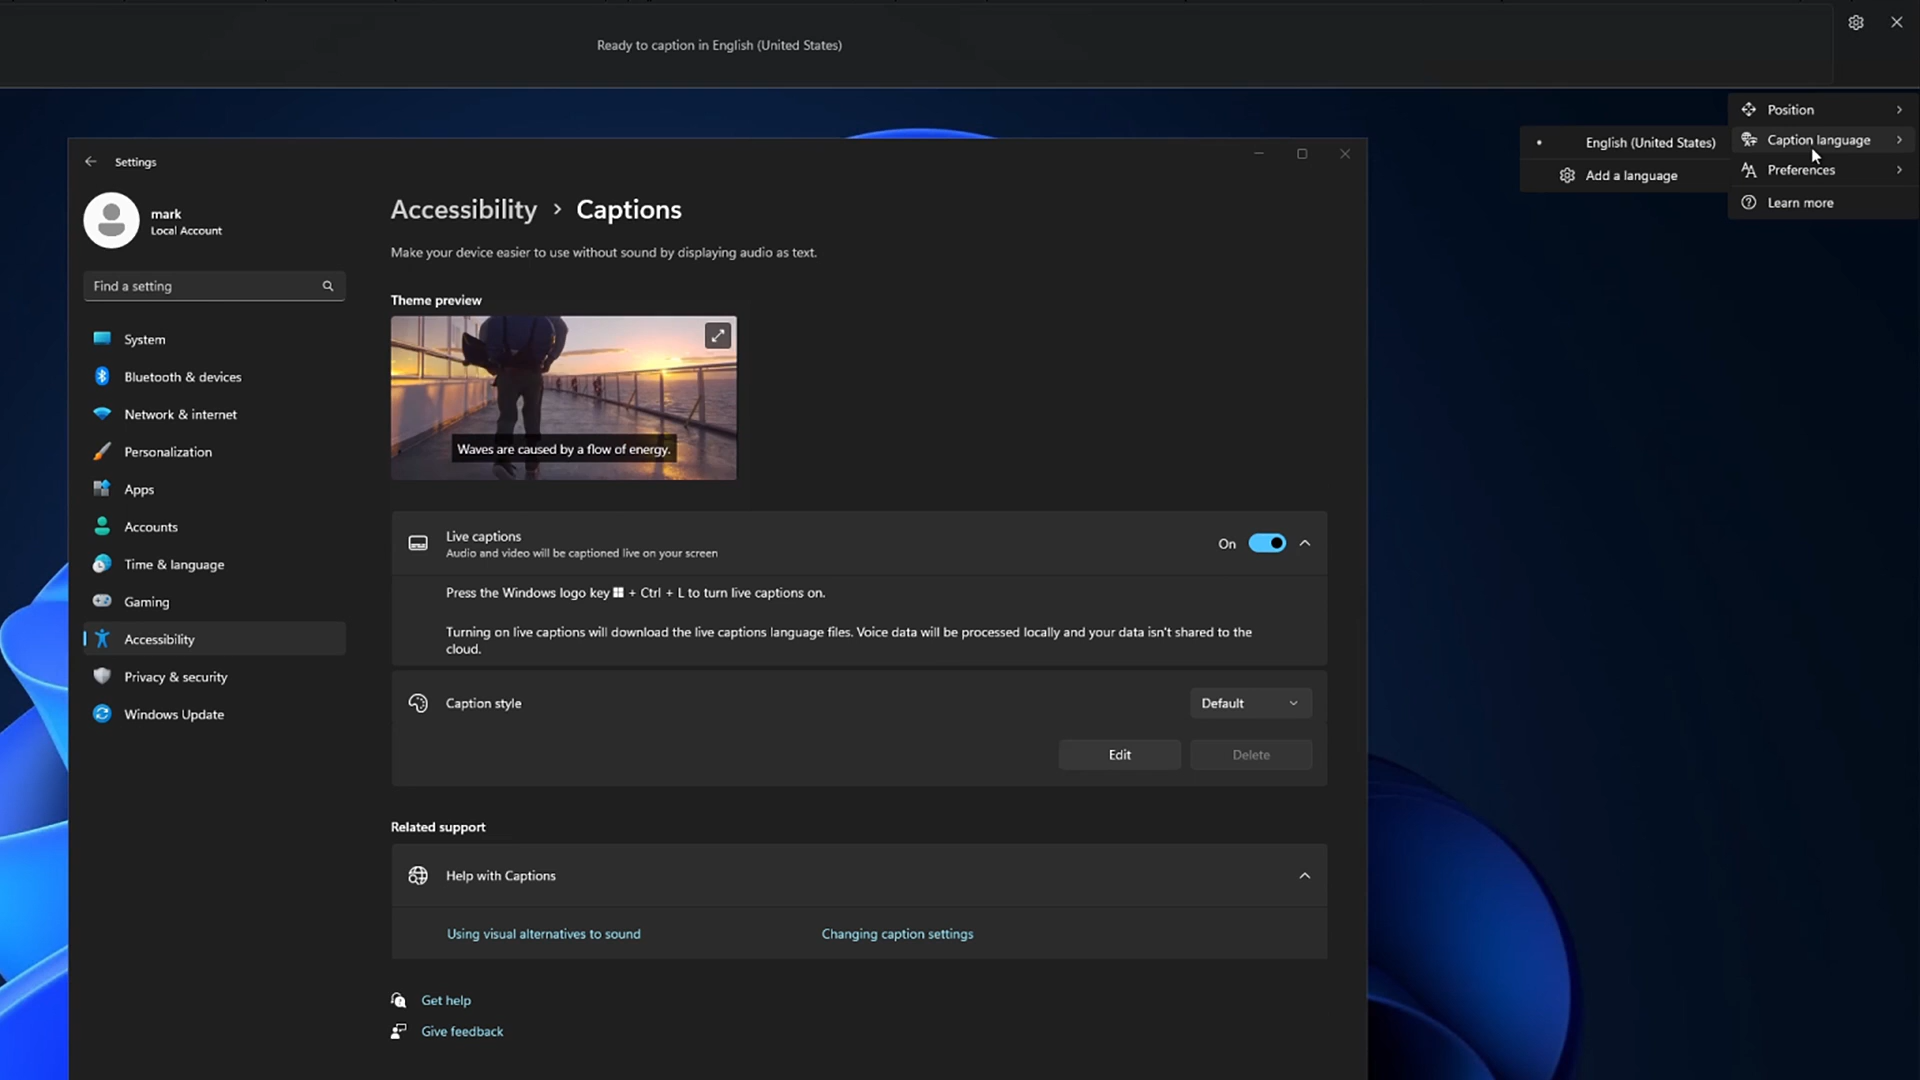 Ready to caption in English (United States)
Position
English (United States)
Caption language
Add a language
Preferences
Learn more
Settings
mark
Local Account
Find a setting
System
Bluetooth & devices
Network & internet
Personalization
Apps
Accounts
Time & language
Gaming
Accessibility
Privacy & security
Windows Update
Accessibility › Captions
Make your device easier to use without sound by displaying audio as text.
Theme preview
Waves are caused by a flow of energy.
Live captions
Audio and video will be captioned live on your screen
On
Press the Windows logo key + Ctrl + L to turn live captions on.
Turning on live captions will download the live captions language files. Voice data will be processed locally and your data isn't shared to the
cloud.
Caption style
Default
Edit
Delete
Related support
Help with Captions
Using visual alternatives to sound
Changing caption settings
Get help
Give feedback